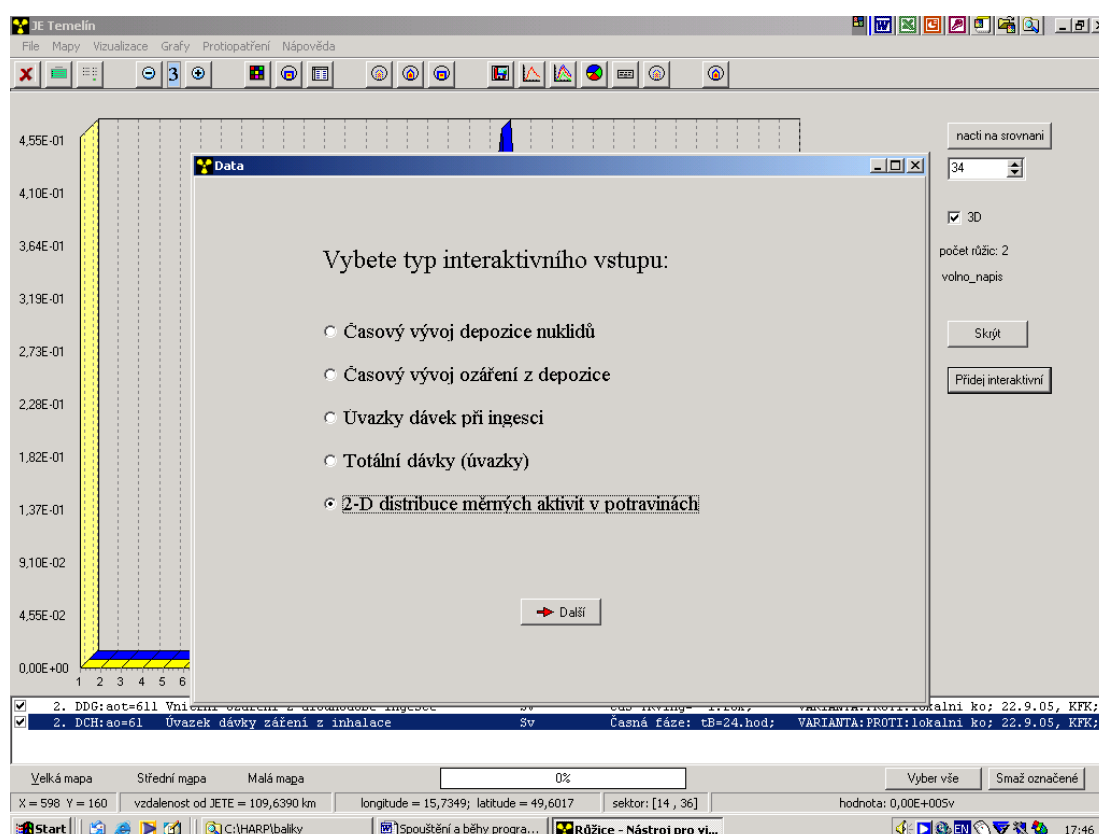 JE Temelín
File Mapy Vizualizace Grafy Protiopatření Nápověda
3
4,55E-01
4,10E-01
3,64E-01
3,19E-01
2,73E-01
2,28E-01
1,82E-01
1,37E-01
9,10E-02
4,55E-02
0,00E+00
1 2 3 4 5 6
nacti na srovnani
34
3D
počet růžic: 2
volno_napis
Skrýt
Přidej interaktivní
Data
Vybete typ interaktivního vstupu:
Časový vývoj depozice nuklidů
Časový vývoj ozáření z depozice
Úvazky dávek při ingesci
Totální dávky (úvazky)
2-D distribuce měrných aktivit v potravinách
Další
2. DDG:aot=611
2. DCH:ao=61 Úvazek dávky záření z inhalace Sv Časná fáze: tB=24.hod; VARIANTA:PROTI:lokalni ko; 22.9.05, KFK;
Velká mapa Střední mapa Malá mapa 0% Vyber vše Smaž označené
X = 598 Y = 160 vzdalenost od JETE = 109,6390 km longitude = 15,7349; latitude = 49,6017 sektor: [14 , 36] hodnota: 0,00E+00Sv
Start C:\HARP\baliky Spouštění a běhy progra... Růžice - Nástroj pro vi... EN 17:46